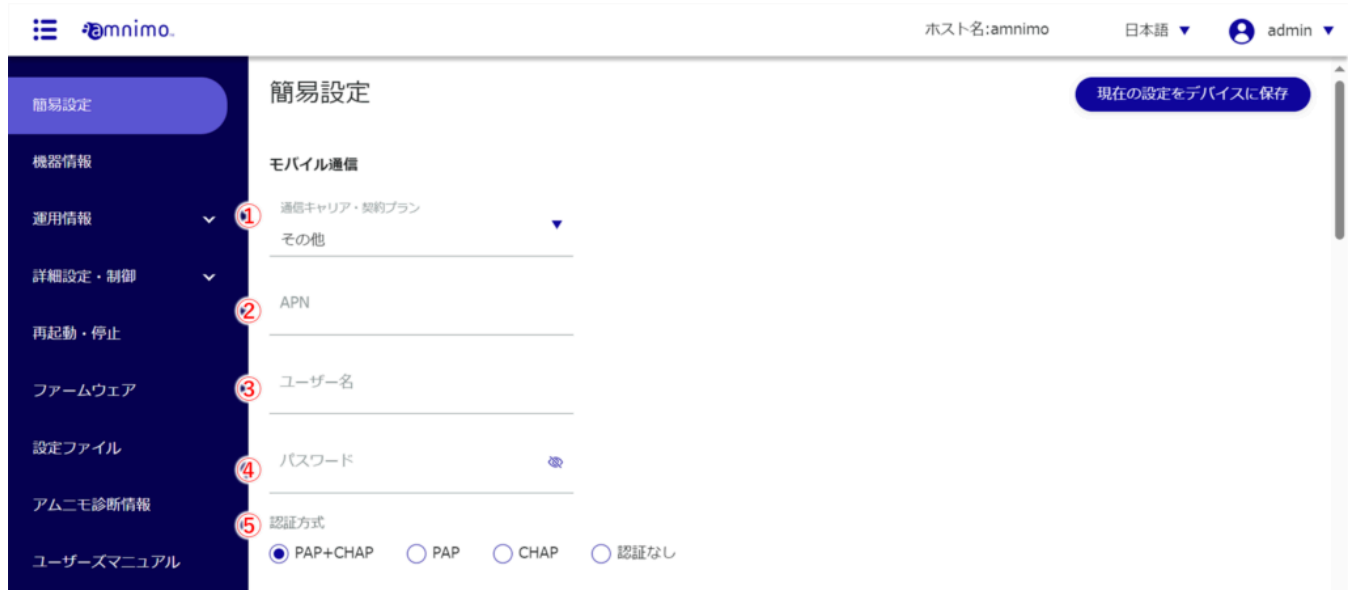 amnimo
ホスト名:amnimo
日本語 ▼
admin ▼
簡易設定
機器情報
運用情報
詳細設定・制御
再起動・停止
ファームウェア
設定ファイル
アムニモ診断情報
ユーザーズマニュアル
簡易設定
現在の設定をデバイスに保存
モバイル通信
① 通信キャリア・契約プラン
その他 ▼
② APN
③ ユーザー名
④ パスワード
⑤ 認証方式
PAP+CHAP PAP CHAP 認証なし